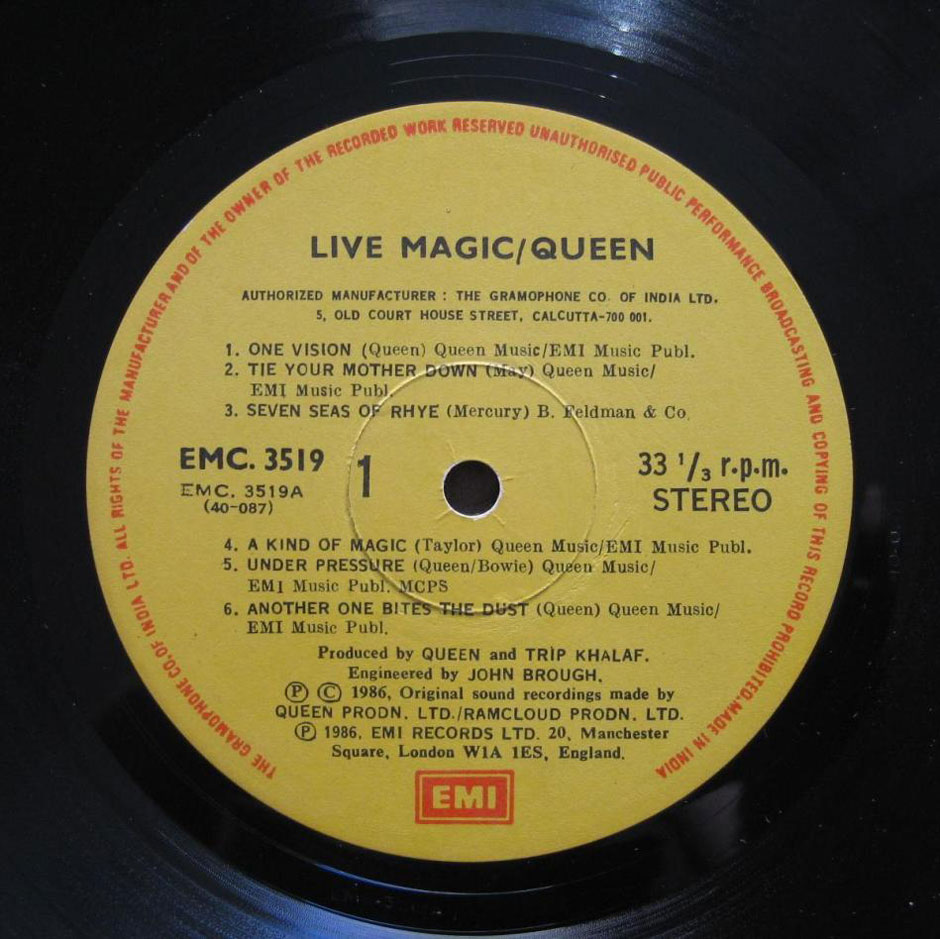 THE GRAMOPHONE CO. OF INDIA LTD. ALL RIGHTS OF THE MANUFACTURER AND OF THE OWNER OF THE RECORDED WORK RESERVED UNAUTHORISED PUBLIC PERFORMANCE BROADCASTING AND COPYING OF THIS RECORD PROHIBITED. MADE IN INDIA
LIVE MAGIC/QUEEN
AUTHORIZED MANUFACTURER : THE GRAMOPHONE CO. OF INDIA LTD.
5, OLD COURT HOUSE STREET, CALCUTTA-700 001.
1. ONE VISION (Queen) Queen Music/EMI Music Publ.
2. TIE YOUR MOTHER DOWN (May) Queen Music/
EMI Music Publ
3. SEVEN SEAS OF RHYE (Mercury) B. Feldman & Co.
EMC. 3519
EMC. 3519A
(40-087)
1
33 1/3 r.p.m.
STEREO
4. A KIND OF MAGIC (Taylor) Queen Music/EMI Music Publ.
5. UNDER PRESSURE (Queen/Bowie) Queen Music/
EMI Music Publ. MCPS
6. ANOTHER ONE BITES THE DUST (Queen) Queen Music/
EMI Music Publ.
Produced by QUEEN and TRIP KHALAF.
Engineered by JOHN BROUGH.
Ⓟ Ⓒ 1986, Original sound recordings made by
QUEEN PRODN. LTD./RAMCLOUD PRODN. LTD.
Ⓟ 1986, EMI RECORDS LTD. 20, Manchester
Square, London W1A 1ES, England.
EMI